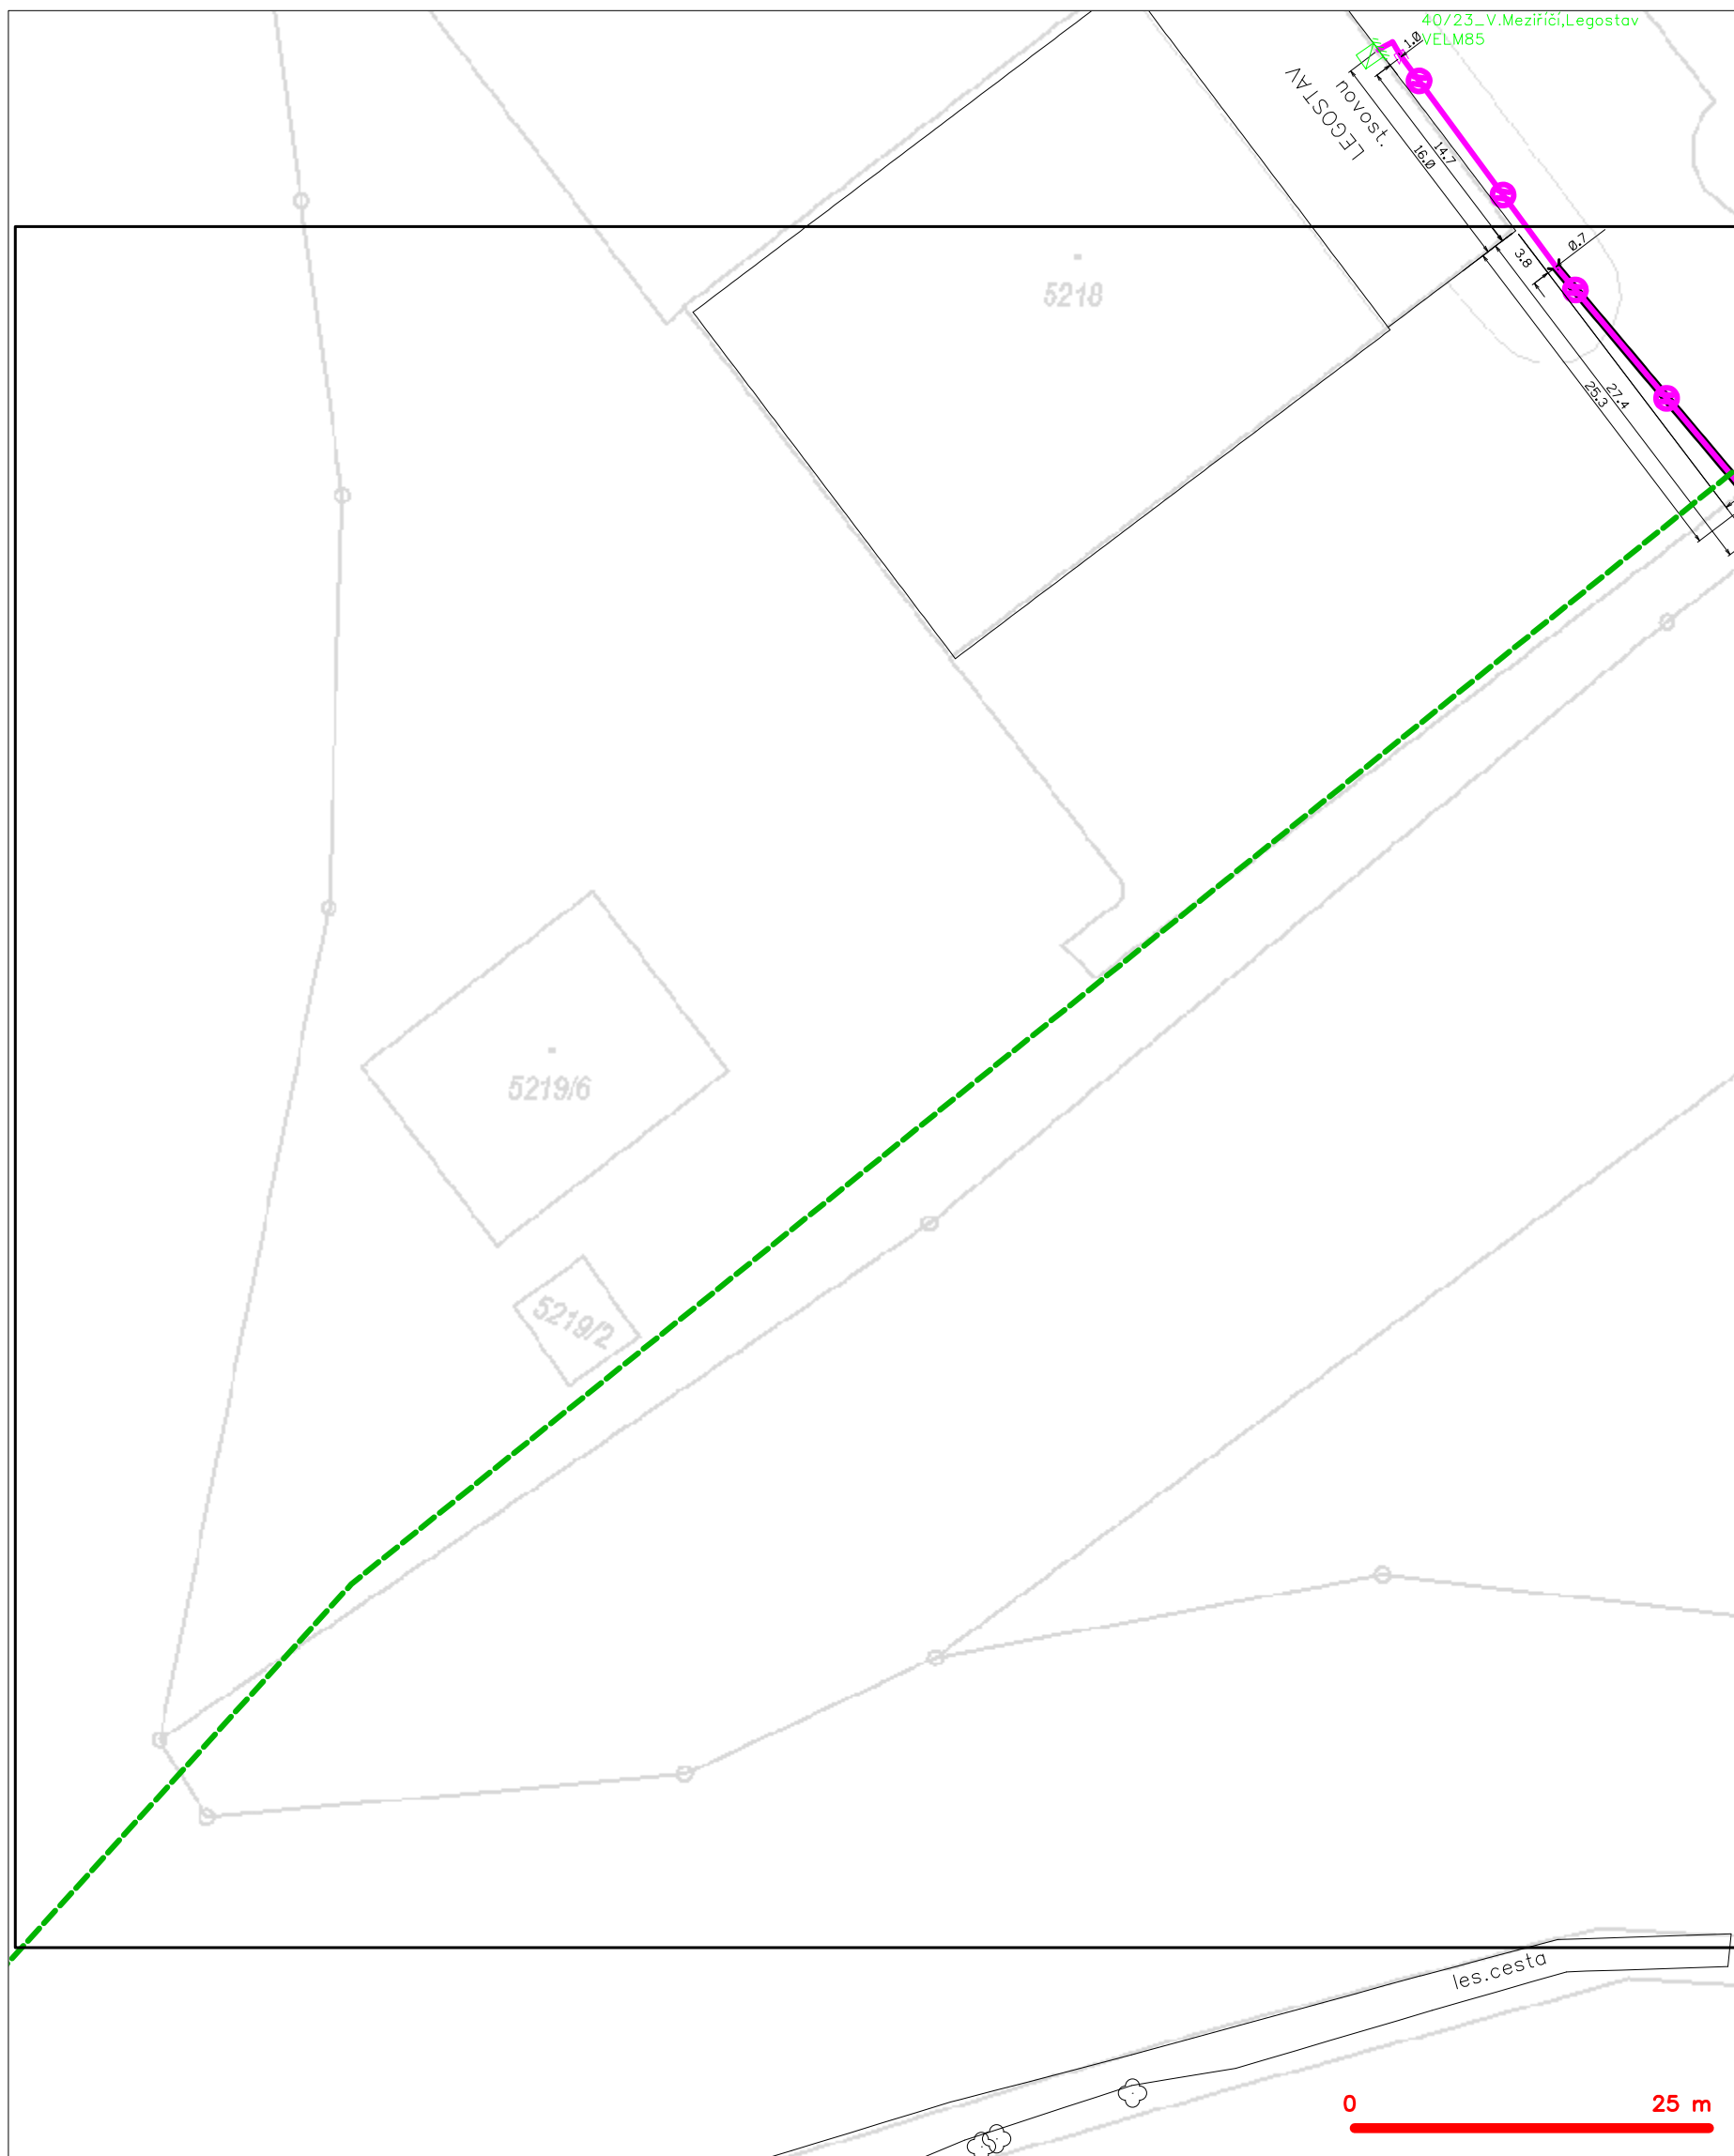 40/23_V.Meziříčí,Legostav
VELM85
1.0
LEGOSTAV
novost.
14.7
16.0
0.7
3.8
5218
27.4
25.3
5219/6
5219/2
les.cesta
0 25 m